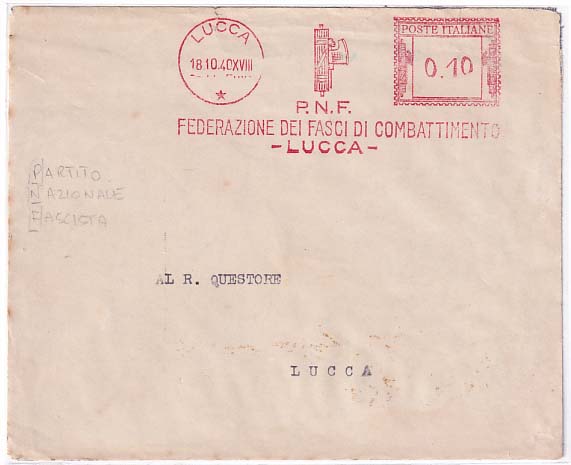 LUCCA
18.10.40XVIII
POSTE ITALIANE
0.10
P.N.F.
FEDERAZIONE DEI FASCI DI COMBATTIMENTO
-LUCCA-
PARTITO
NAZIONALE
FASCISTA
AL R. QUESTORE
LUCCA